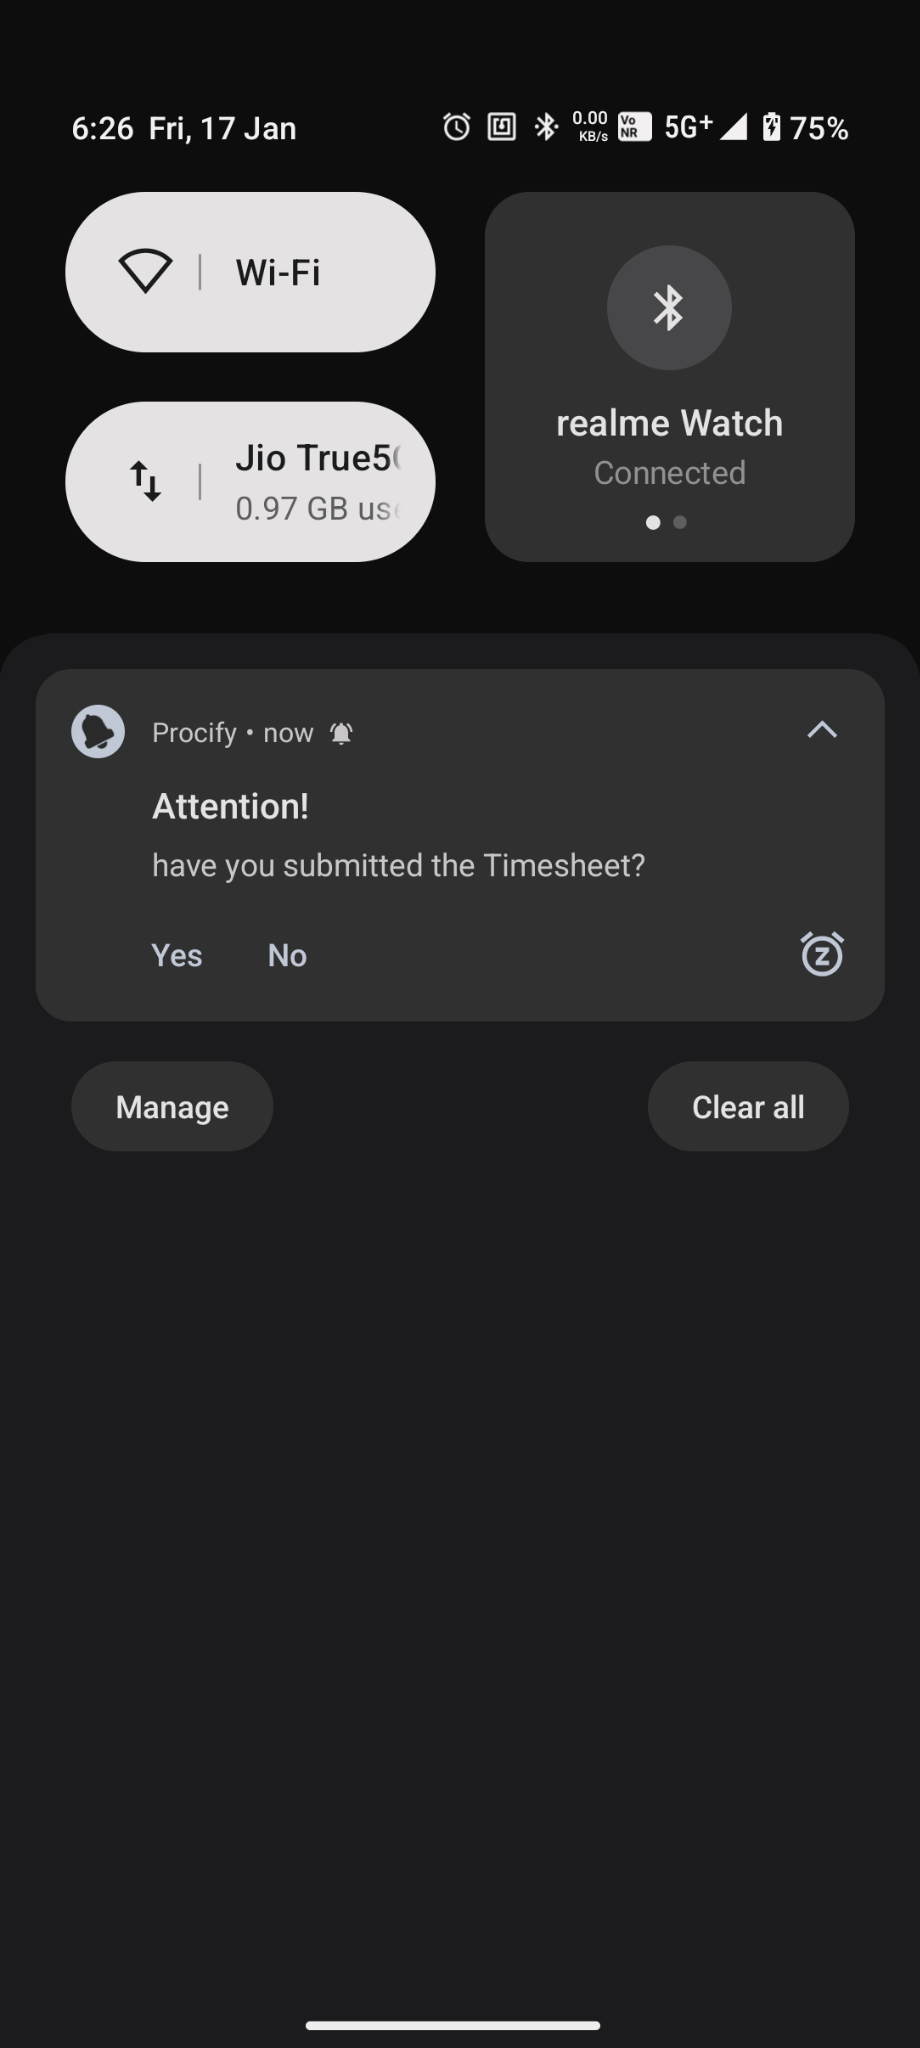 6:26 Fri, 17 Jan 0.00 KB/s Vo NR 5G+ 75%
Wi-Fi
Jio True5
0.97 GB us
realme Watch
Connected
Procify • now
Attention!
have you submitted the Timesheet?
Yes No
Manage Clear all